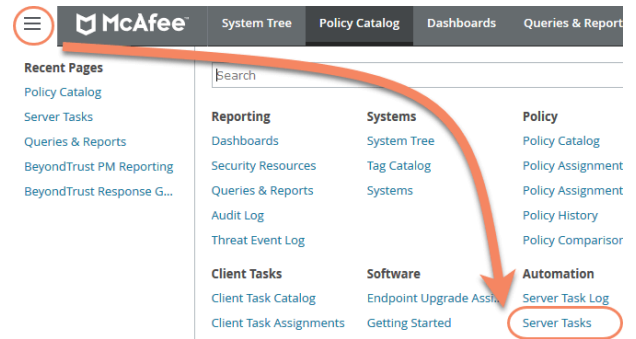 McAfee™ System Tree Policy Catalog Dashboards Queries & Report
Recent Pages
Policy Catalog
Server Tasks
Queries & Reports
BeyondTrust PM Reporting
BeyondTrust Response G...
Search
Reporting Systems Policy
Dashboards System Tree Policy Catalog
Security Resources Tag Catalog Policy Assignment
Queries & Reports Systems Policy Assignment
Audit Log Policy History
Threat Event Log Policy Comparison
Client Tasks Software Automation
Client Task Catalog Endpoint Upgrade Assi... Server Task Log
Client Task Assignments Getting Started Server Tasks